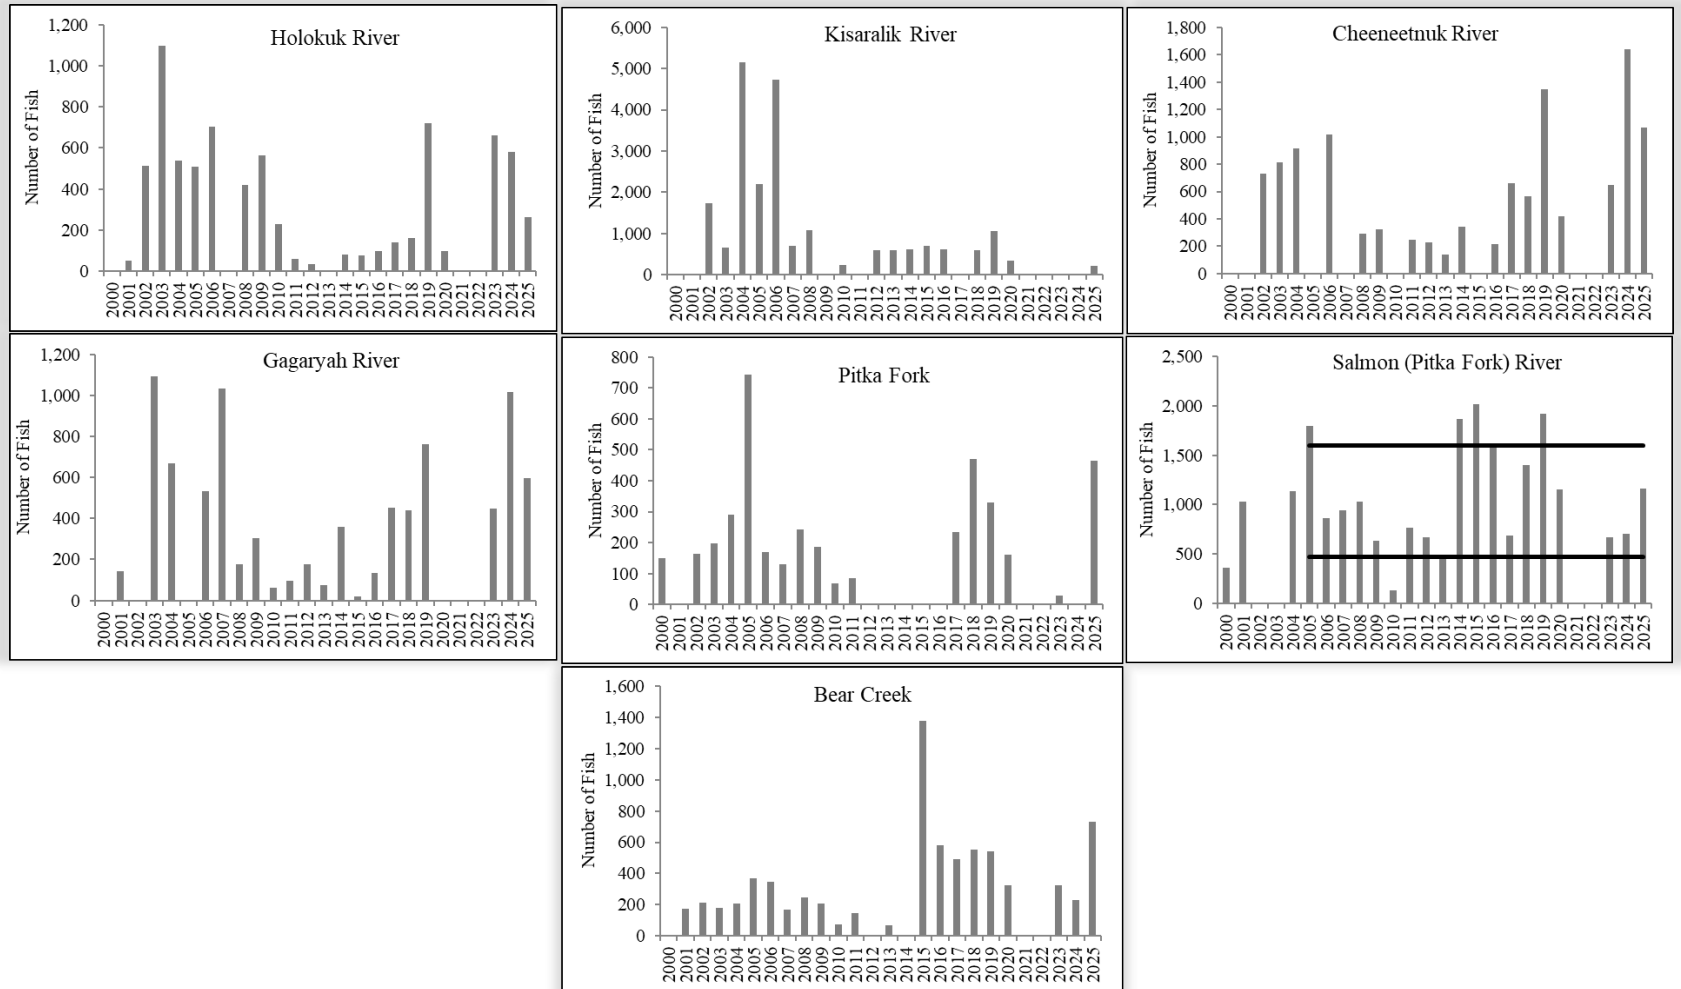 Holokuk River
Number of Fish
1,200
1,000
800
600
400
200
0
2000 2001 2002 2003 2004 2005 2006 2007 2008 2009 2010 2011 2012 2013 2014 2015 2016 2017 2018 2019 2020 2021 2022 2023 2024 2025
Kisaralik River
Number of Fish
6,000
5,000
4,000
3,000
2,000
1,000
0
2000 2001 2002 2003 2004 2005 2006 2007 2008 2009 2010 2011 2012 2013 2014 2015 2016 2017 2018 2019 2020 2021 2022 2023 2024 2025
Cheeneetnuk River
Number of Fish
1,800
1,600
1,400
1,200
1,000
800
600
400
200
0
2000 2001 2002 2003 2004 2005 2006 2007 2008 2009 2010 2011 2012 2013 2014 2015 2016 2017 2018 2019 2020 2021 2022 2023 2024 2025
Gagaryah River
Number of Fish
1,200
1,000
800
600
400
200
0
2000 2001 2002 2003 2004 2005 2006 2007 2008 2009 2010 2011 2012 2013 2014 2015 2016 2017 2018 2019 2020 2021 2022 2023 2024 2025
Pitka Fork
Number of Fish
800
700
600
500
400
300
200
100
0
2000 2001 2002 2003 2004 2005 2006 2007 2008 2009 2010 2011 2012 2013 2014 2015 2016 2017 2018 2019 2020 2021 2022 2023 2024 2025
Salmon (Pitka Fork) River
Number of Fish
2,500
2,000
1,500
1,000
500
0
2000 2001 2002 2003 2004 2005 2006 2007 2008 2009 2010 2011 2012 2013 2014 2015 2016 2017 2018 2019 2020 2021 2022 2023 2024 2025
Bear Creek
Number of Fish
1,600
1,400
1,200
1,000
800
600
400
200
0
2000 2001 2002 2003 2004 2005 2006 2007 2008 2009 2010 2011 2012 2013 2014 2015 2016 2017 2018 2019 2020 2021 2022 2023 2024 2025